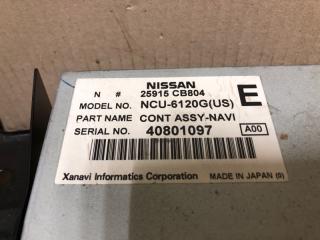 NISSAN
N # 25915 CB804
MODEL NO. NCU-6120G(US) E
PART NAME CONT ASSY-NAVI
SERIAL NO. 40801097 A00
Xanavi Informatics Corporation MADE IN JAPAN (0)